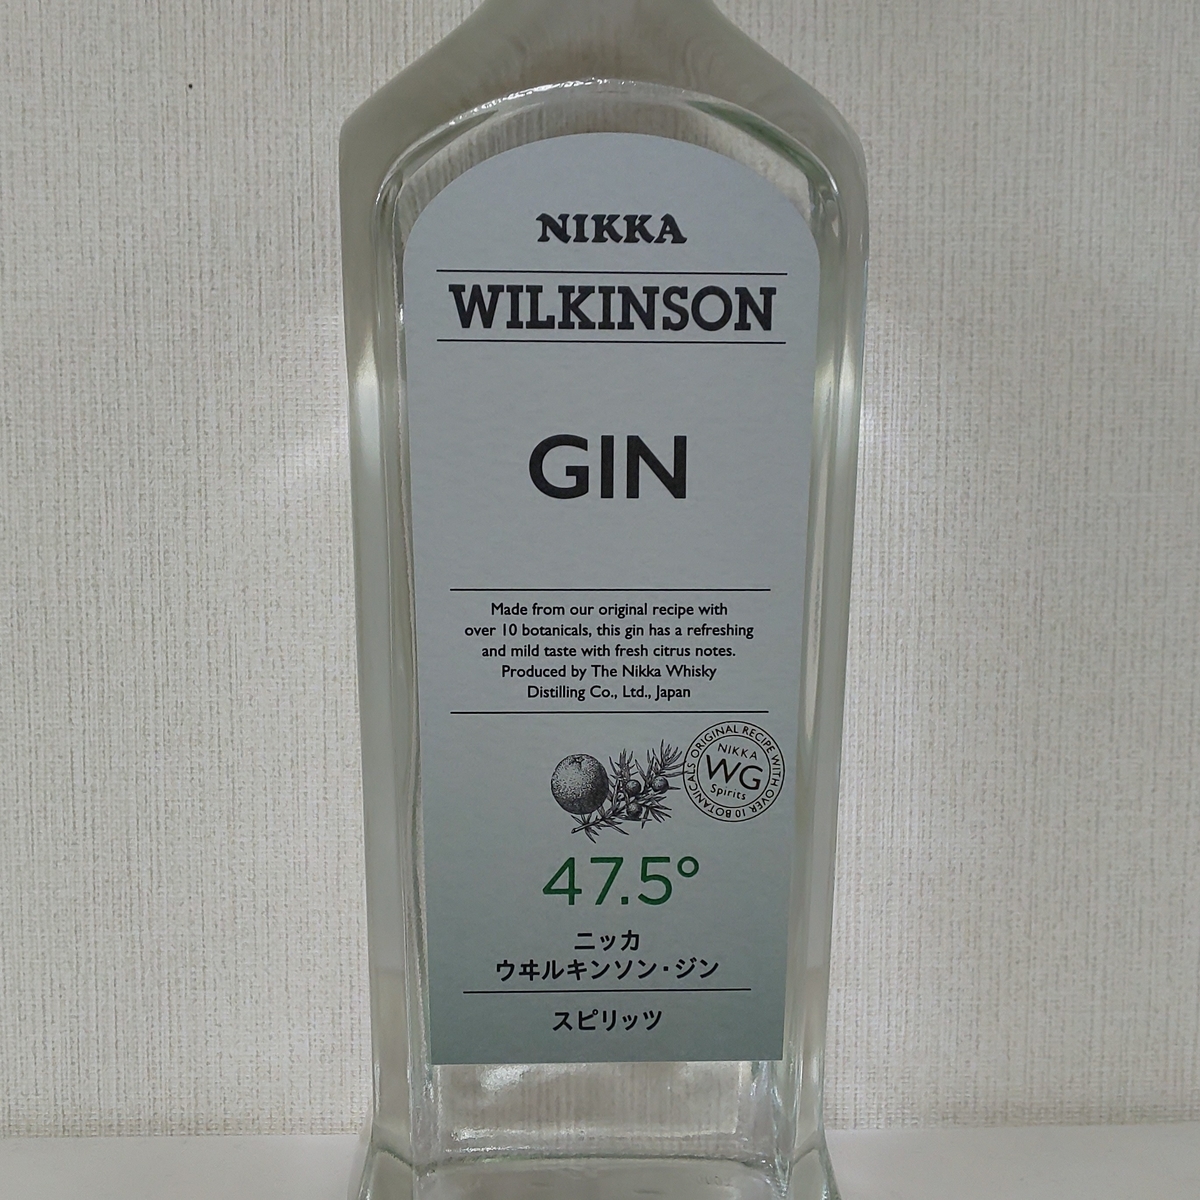 NIKKA
WILKINSON
GIN
Made from our original recipe with
over 10 botanicals, this gin has a refreshing
and mild taste with fresh citrus notes.
Produced by The Nikka Whisky
Distilling Co., Ltd., Japan
ORIGINAL RECIPE WITH OVER 10 BOTANICALS
NIKKA
WG
Spirits
47.5°
ニッカ
ウヰルキンソン・ジン
スピリッツ